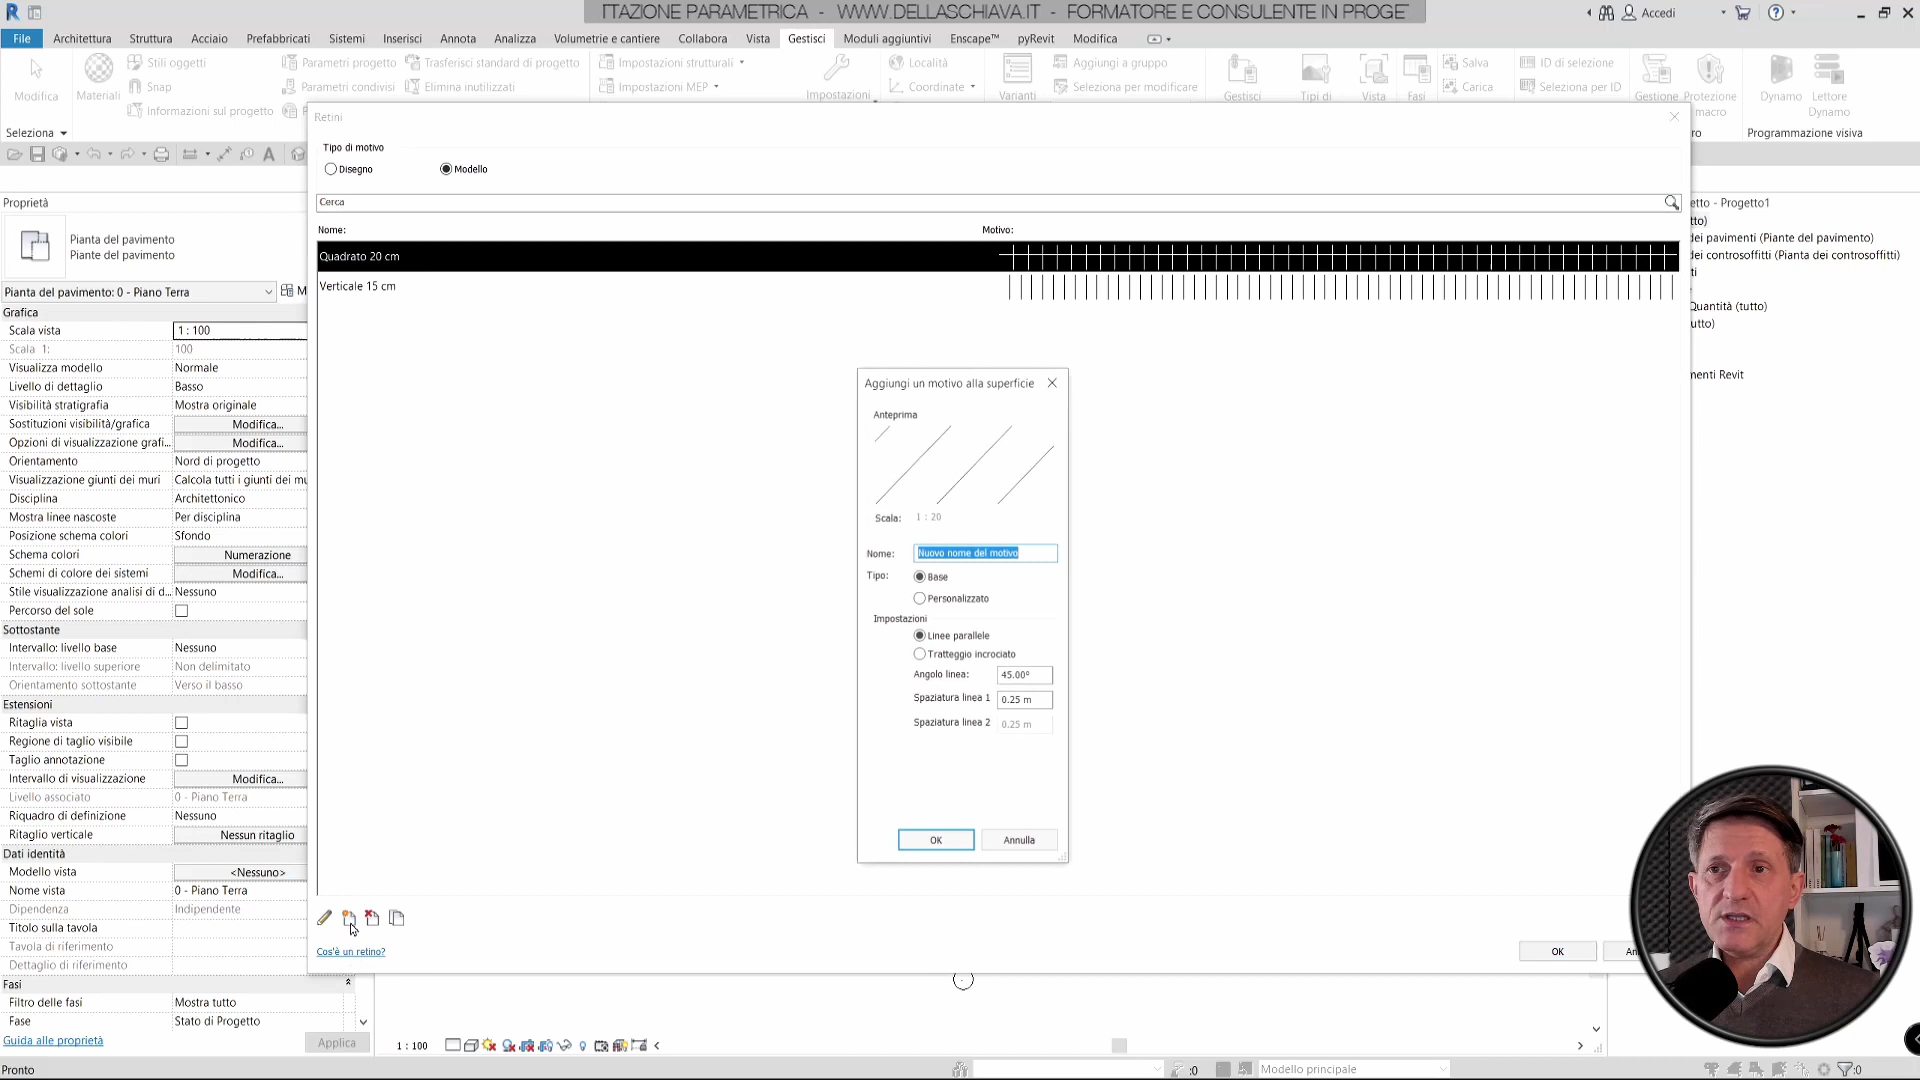 ITAZIONE PARAMETRICA - WWW.DELLASCHIAVA.IT - FORMATORE E CONSULENTE IN PROGE
Accedi
File Architettura Struttura Acciaio Prefabbricati Sistemi Inserisci Annota Analizza Volumetrie e cantiere Collabora Vista Gestisci Moduli aggiuntivi Enscape™ pyRevit Modifica
Stili oggetti Parametri progetto Trasferisci standard di progetto Impostazioni strutturali Località Aggiungi a gruppo Salva ID di selezione
Snap Parametri condivisi Elimina inutilizzati Impostazioni MEP Coordinate Seleziona per modificare Carica Seleziona per ID
Modifica Materiali Impostazioni Varianti Gestisci Tipi di Vista Fasi Gestione Protezione Dynamo Lettore
Informazioni sul progetto macro Dynamo
Seleziona Programmazione visiva
Retini
Tipo di motivo
Disegno Modello
Cerca
Nome: Motivo:
Quadrato 20 cm
Verticale 15 cm
Proprietà
Pianta del pavimento
Piante del pavimento
Pianta del pavimento: 0 - Piano Terra M
Grafica
Scala vista 1 : 100
Scala 1: 100
Visualizza modello Normale
Livello di dettaglio Basso
Visibilità stratigrafia Mostra originale
Sostituzioni visibilità/grafica Modifica...
Opzioni di visualizzazione grafi... Modifica...
Orientamento Nord di progetto
Visualizzazione giunti dei muri Calcola tutti i giunti dei mu
Disciplina Architettonico
Mostra linee nascoste Per disciplina
Posizione schema colori Sfondo
Schema colori Numerazione
Schemi di colore dei sistemi Modifica...
Stile visualizzazione analisi di d... Nessuno
Percorso del sole
Sottostante
Intervallo: livello base Nessuno
Intervallo: livello superiore Non delimitato
Orientamento sottostante Verso il basso
Estensioni
Ritaglia vista
Regione di taglio visibile
Taglio annotazione
Intervallo di visualizzazione Modifica...
Livello associato 0 - Piano Terra
Riquadro di definizione Nessuno
Ritaglio verticale Nessun ritaglio
Dati identità
Modello vista <Nessuno>
Nome vista 0 - Piano Terra
Dipendenza Indipendente
Titolo sulla tavola
Tavola di riferimento
Dettaglio di riferimento
Fasi
Filtro delle fasi Mostra tutto
Fase Stato di Progetto
Guida alle proprietà Applica
Aggiungi un motivo alla superficie
Anteprima
Scala: 1 : 20
Nome: Nuovo nome del motivo
Tipo: Base
Personalizzato
Impostazioni
Linee parallele
Tratteggio incrociato
Angolo linea: 45.00°
Spaziatura linea 1 0.25 m
Spaziatura linea 2 0.25 m
OK Annulla
Cos'è un retino?
OK An
etto - Progetto1
to)
dei pavimenti (Piante del pavimento)
dei controsoffitti (Pianta dei controsoffitti)
ti
Quantità (tutto)
utto)
menti Revit
1 : 100
Pronto :0 Modello principale :0